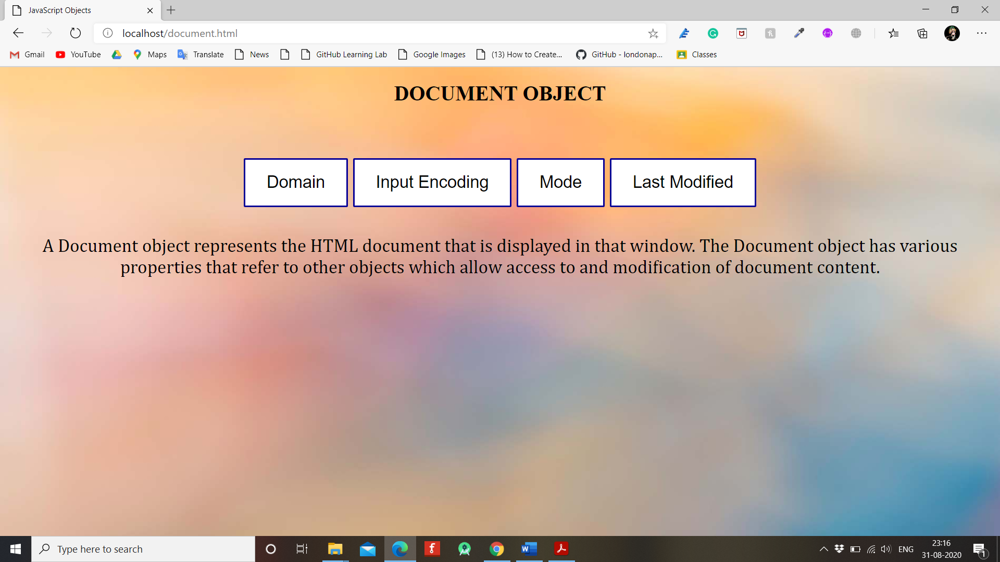 JavaScript Objects
localhost/document.html
Gmail YouTube Maps Translate News GitHub Learning Lab Google Images (13) How to Create... GitHub - londonap... Classes
DOCUMENT OBJECT
Domain Input Encoding Mode Last Modified
A Document object represents the HTML document that is displayed in that window. The Document object has various
properties that refer to other objects which allow access to and modification of document content.
Type here to search
ENG
23:16
31-08-2020
1